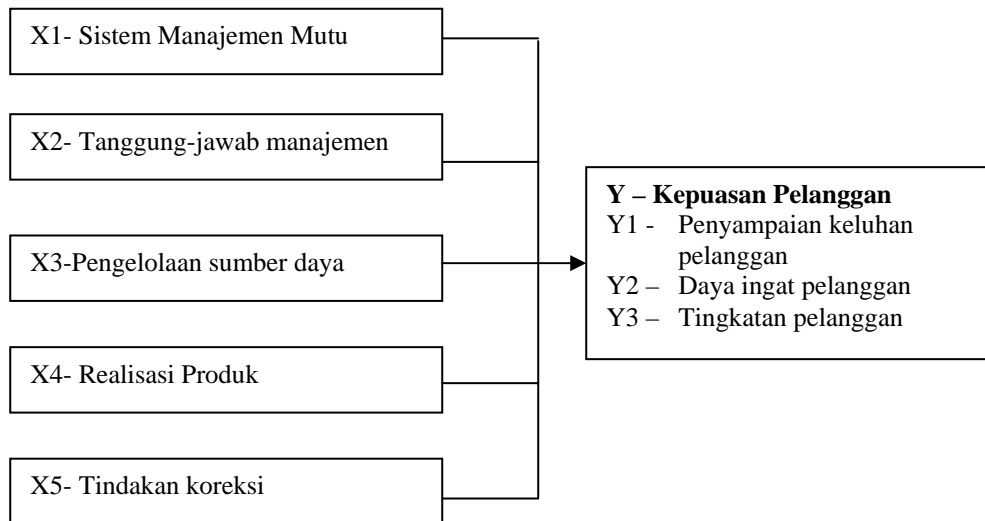 X1- Sistem Manajemen Mutu
X2- Tanggung-jawab manajemen
X3-Pengelolaan sumber daya
X4- Realisasi Produk
X5- Tindakan koreksi
Y – Kepuasan Pelanggan
Y1 - Penyampaian keluhan
pelanggan
Y2 – Daya ingat pelanggan
Y3 – Tingkatan pelanggan